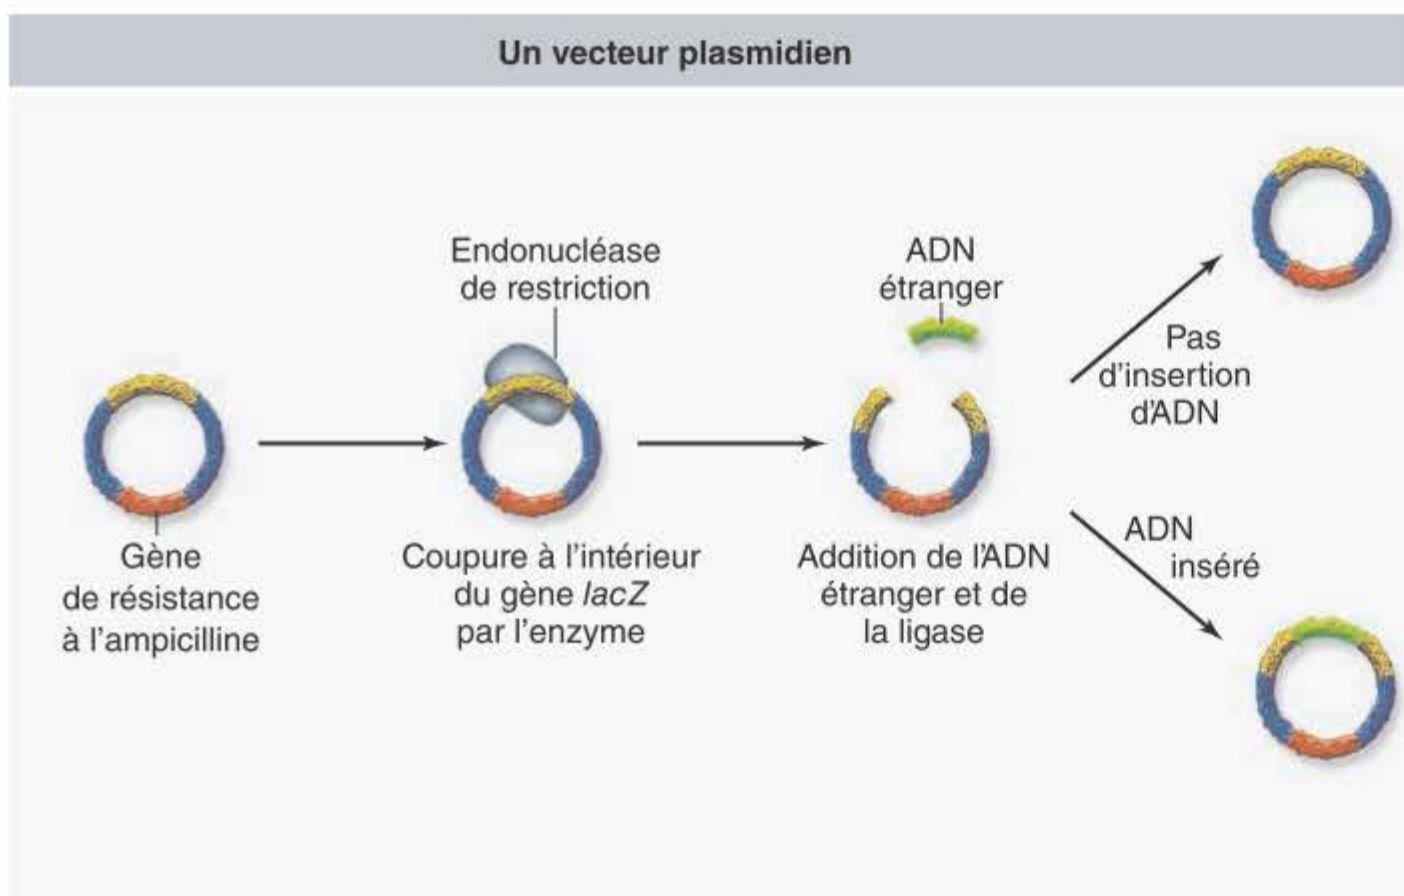 Un vecteur plasmidien
Endonucléase
de restriction
ADN
étranger
Pas
d'insertion
d'ADN
ADN
inséré
Gène
de résistance
à l'ampicilline
Coupure à l'intérieur
du gène lacZ
par l'enzyme
Addition de l'ADN
étranger et de
la ligase